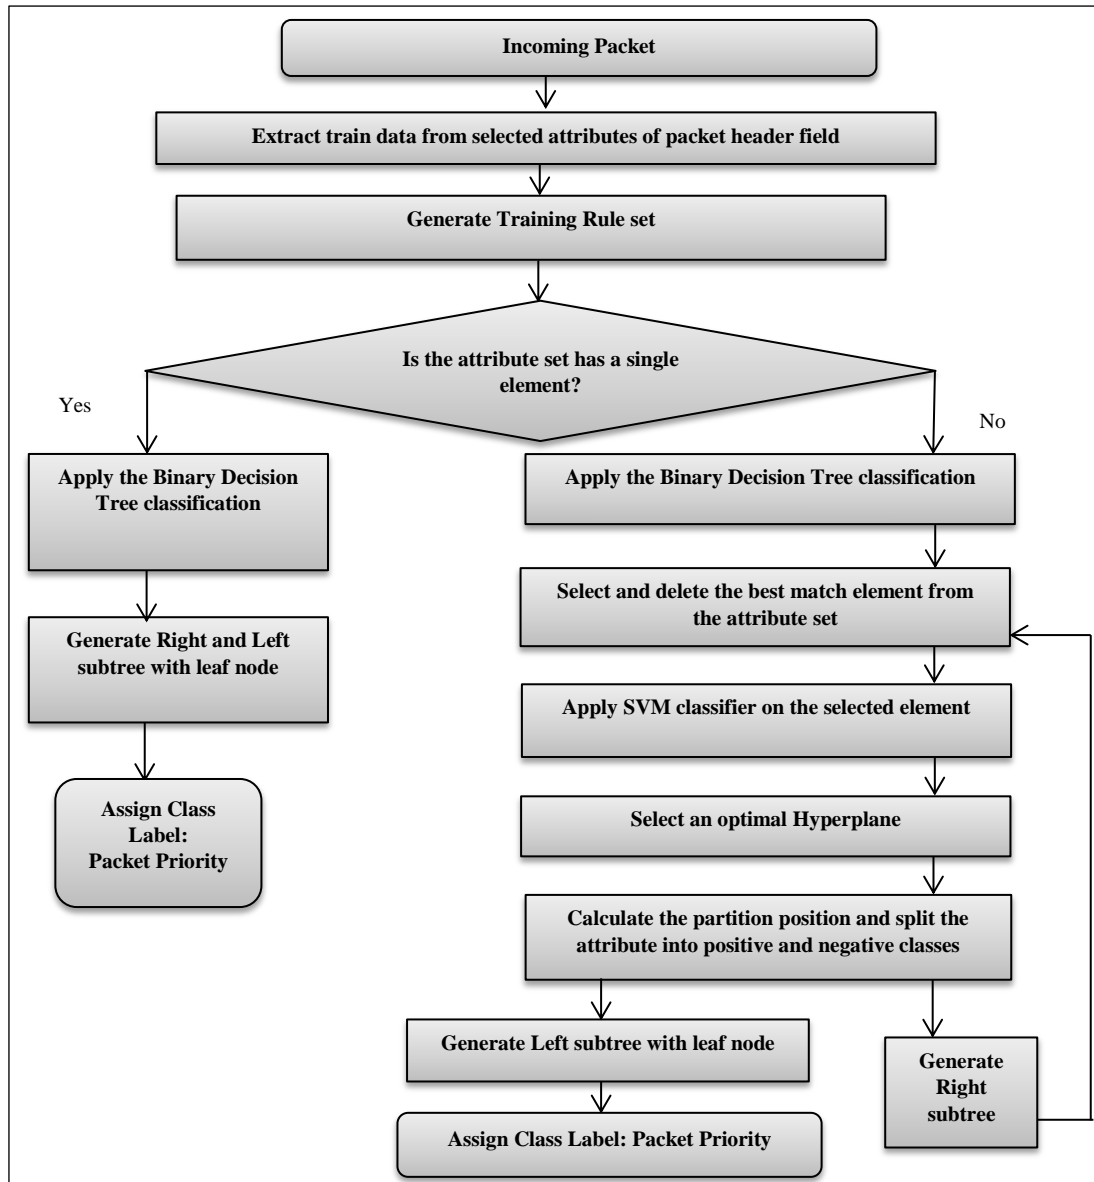 Incoming Packet
Extract train data from selected attributes of packet header field
Generate Training Rule set
Is the attribute set has a single
element?
Yes
No
Apply the Binary Decision
Tree classification
Generate Right and Left
subtree with leaf node
Assign Class
Label:
Packet Priority
Apply the Binary Decision Tree classification
Select and delete the best match element from
the attribute set
Apply SVM classifier on the selected element
Select an optimal Hyperplane
Calculate the partition position and split the
attribute into positive and negative classes
Generate Left subtree with leaf node
Assign Class Label: Packet Priority
Generate
Right
subtree